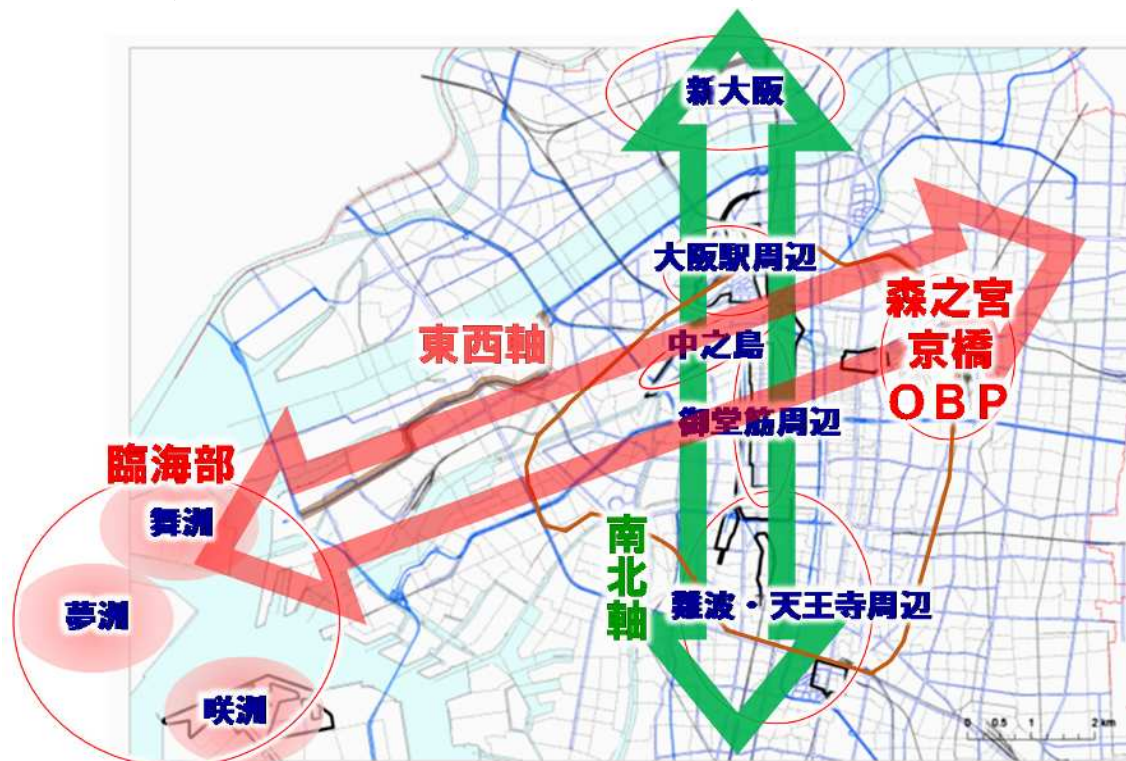 新大阪
大阪駅周辺
森之宮
京橋
OBP
東西軸
中之島
御堂筋周辺
臨海部
舞洲
南北軸
夢洲
難波・天王寺周辺
咲洲
0 0.5 1 2 km